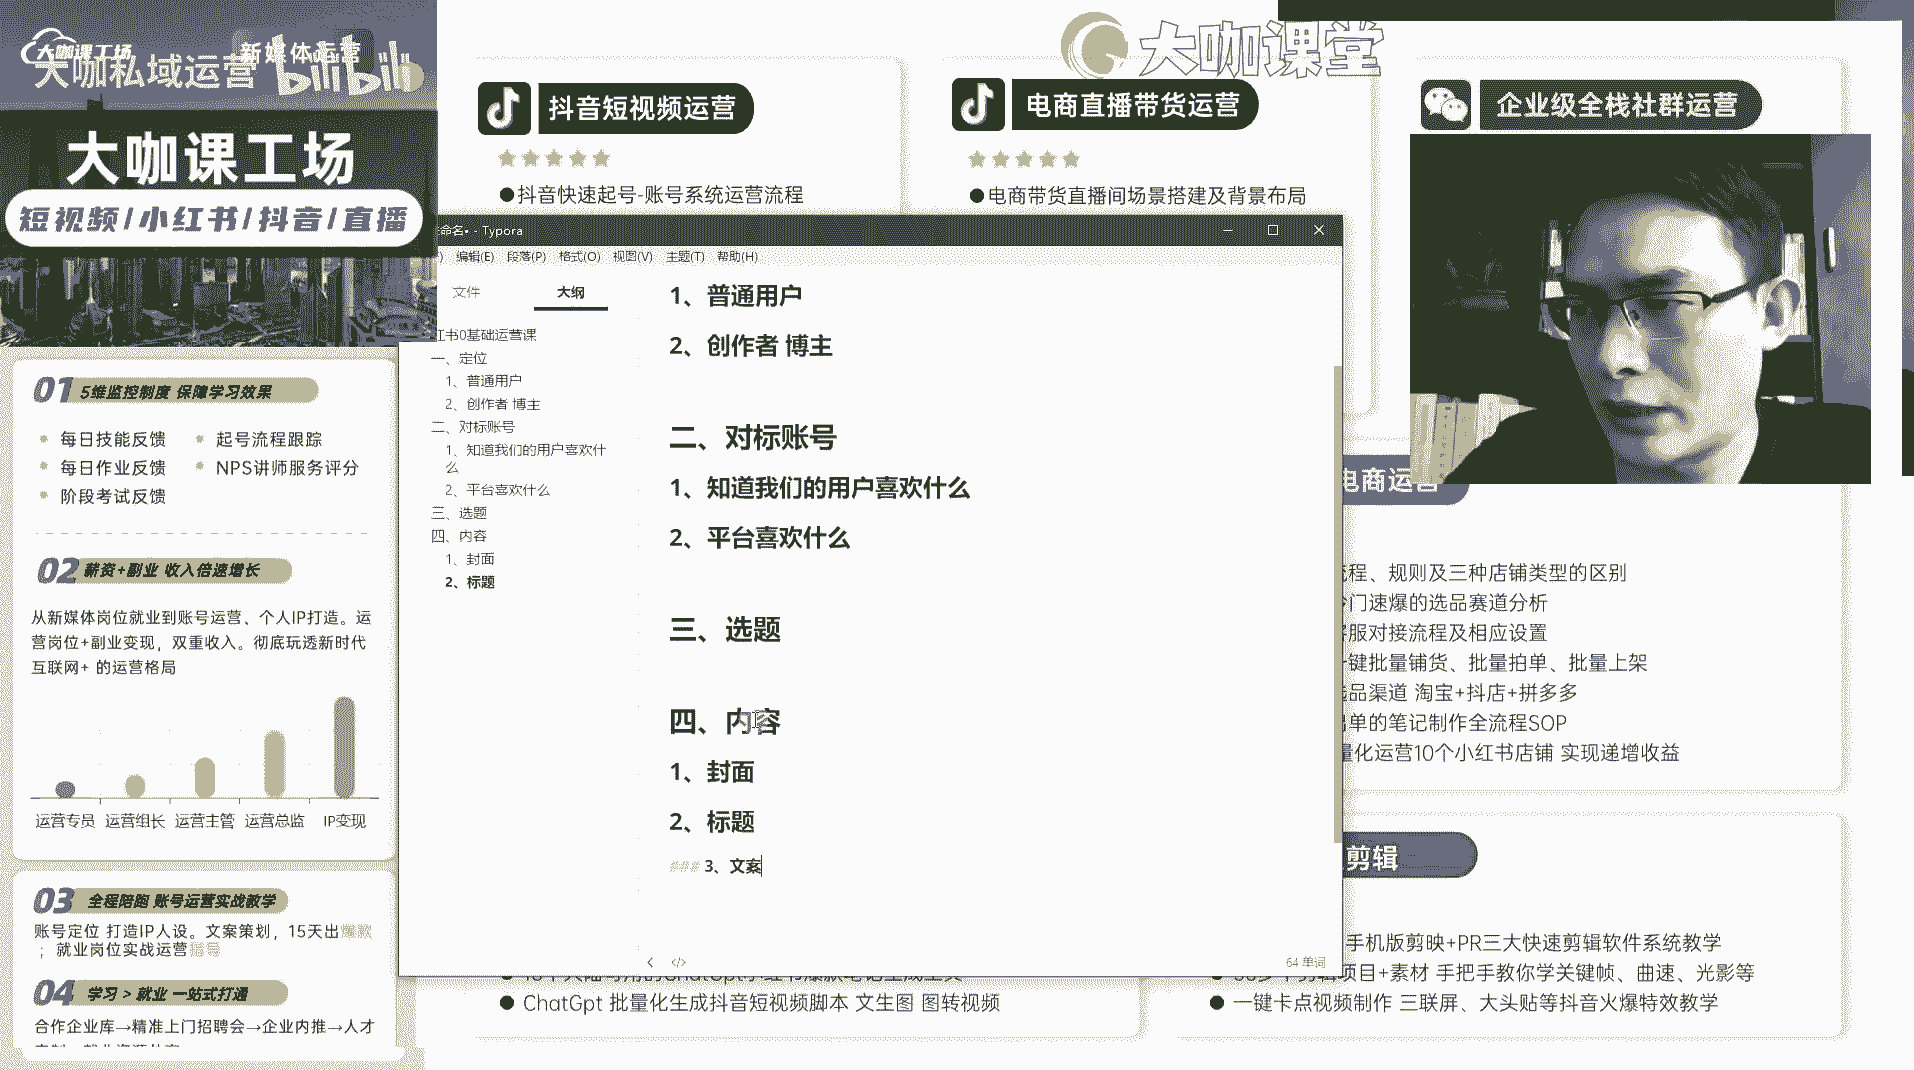 大咖课工场
新媒体运营
大咖私域运营
bilibili
大咖课工场
短视频/小红书/抖音/直播
01 5维监控制度 保障学习效果
每日技能反馈
起号流程跟踪
每日作业反馈
NPS讲师服务评分
阶段考试反馈
02 薪资+副业 收入倍速增长
从新媒体岗位就业到账号运营、个人IP打造。运
营岗位+副业变现，双重收入。彻底玩透新时代
互联网+ 的运营格局
运营专员 运营组长 运营主管 运营总监 IP变现
03 全程陪跑 账号运营实战教学
账号定位 打造IP人设。文案策划，15天出爆款
；就业岗位实战运营
04 学习 > 就业 一站式打通
合作企业库→精准上门招聘会→企业内推→人才
大咖课堂
抖音短视频运营
●抖音快速起号-账号系统运营流程
电商直播带货运营
●电商带货直播间场景搭建及背景布局
企业级全栈社群运营
命名• - Typora
编辑(E) 段落(P) 格式(O) 视图(V) 主题(T) 帮助(H)
文件
大纲
红书0基础运营课
一、定位
1、普通用户
2、创作者 博主
二、对标账号
1、知道我们的用户喜欢什
么
2、平台喜欢什么
三、选题
四、内容
1、封面
2、标题
1、普通用户
2、创作者 博主
二、对标账号
1、知道我们的用户喜欢什么
2、平台喜欢什么
三、选题
四、内容
1、封面
2、标题
### 3、文案
64 单词
电商运营
流程、规则及三种店铺类型的区别
冷门速爆的选品赛道分析
客服对接流程及相应设置
一键批量铺货、批量拍单、批量上架
选品渠道 淘宝+抖店+拼多多
出单的笔记制作全流程SOP
量化运营10个小红书店铺 实现递增收益
剪辑
手机版剪映+PR三大快速剪辑软件系统教学
项目+素材 手把手教你学关键帧、曲速、光影等
● 一键卡点视频制作 三联屏、大头贴等抖音火爆特效教学
● ChatGpt 批量化生成抖音短视频脚本 文生图 图转视频